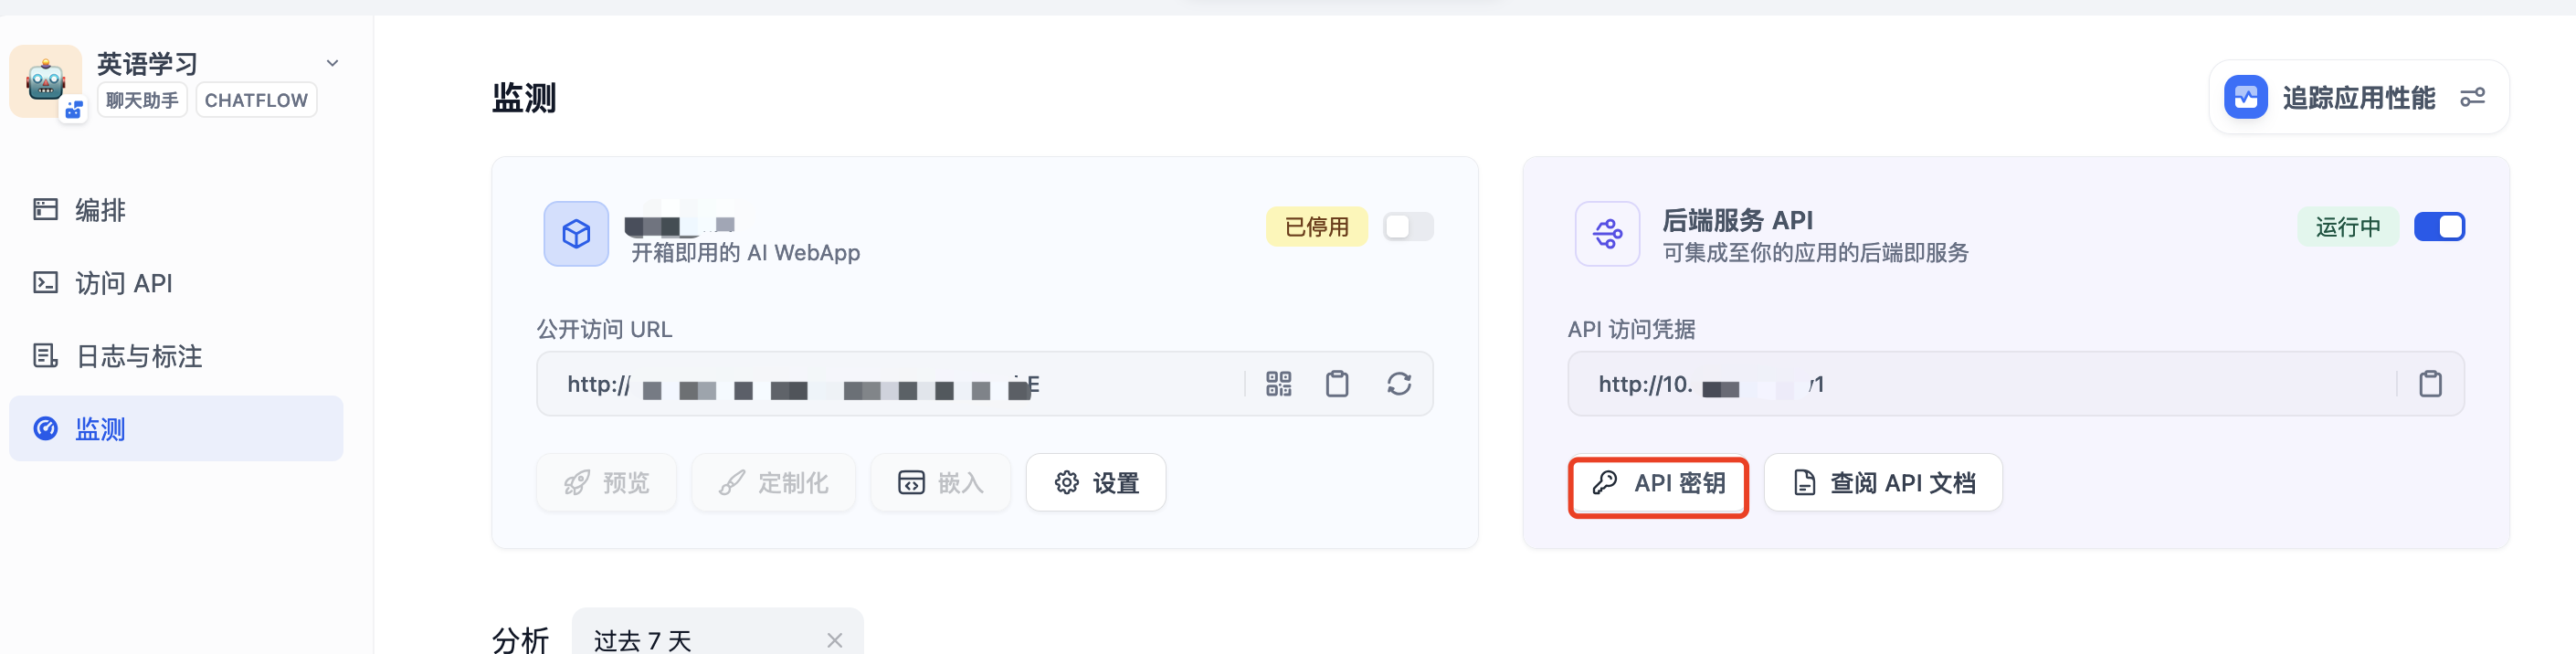 英语学习
聊天助手 CHATFLOW
编排
访问 API
日志与标注
监测
监测
追踪应用性能
开箱即用的 AI WebApp
已停用
公开访问 URL
http:// E
预览 定制化 嵌入 设置
后端服务 API
可集成至你的应用的后端即服务
运行中
API 访问凭据
http://10. v1
API 密钥 查阅 API 文档
分析 过去 7 天